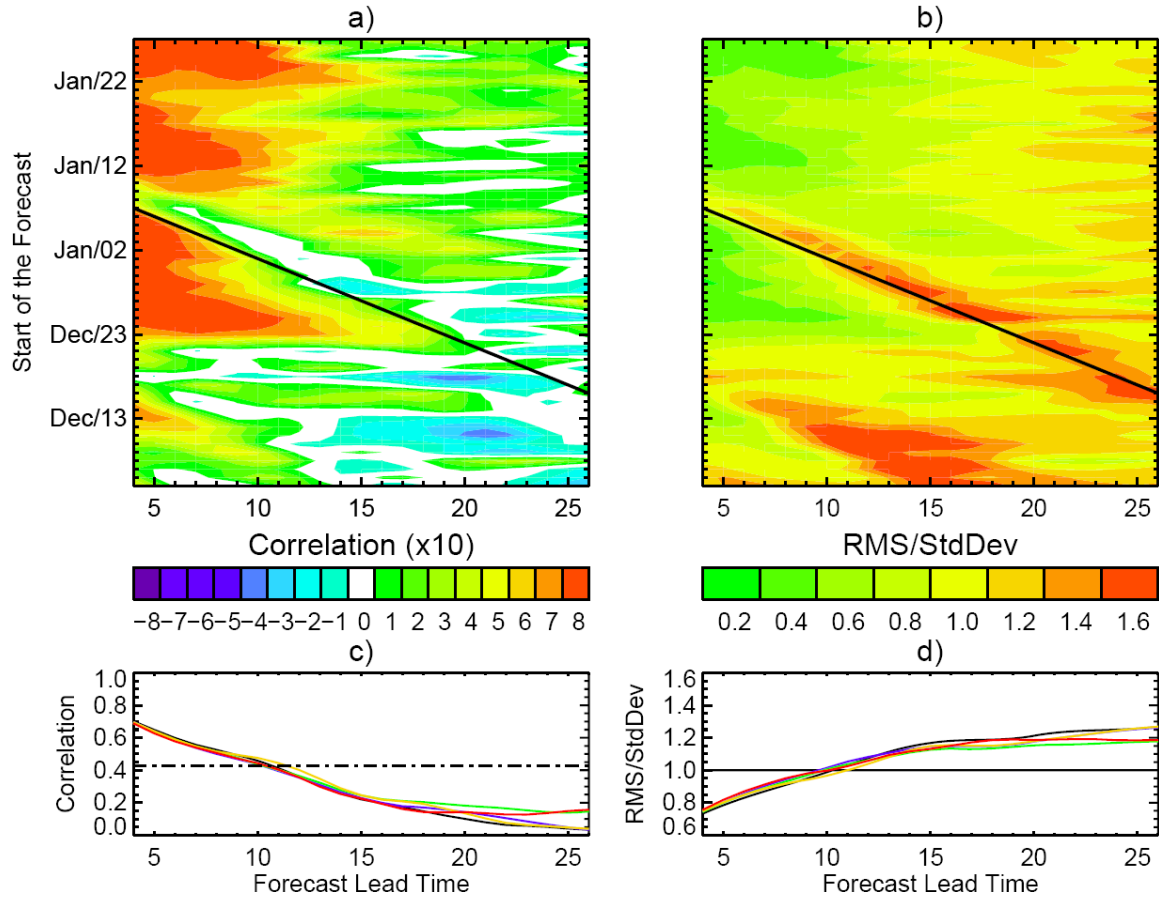 a)
b)
Start of the Forecast
Jan/22
Jan/12
Jan/02
Dec/23
Dec/13
5 10 15 20 25
5 10 15 20 25
Correlation (x10)
RMS/StdDev
−8−7−6−5−4−3−2−1 0 1 2 3 4 5 6 7 8
0.2 0.4 0.6 0.8 1.0 1.2 1.4 1.6
c)
d)
Correlation
1.0
0.8
0.6
0.4
0.2
0.0
5 10 15 20 25
Forecast Lead Time
RMS/StdDev
1.6
1.4
1.2
1.0
0.8
0.6
5 10 15 20 25
Forecast Lead Time